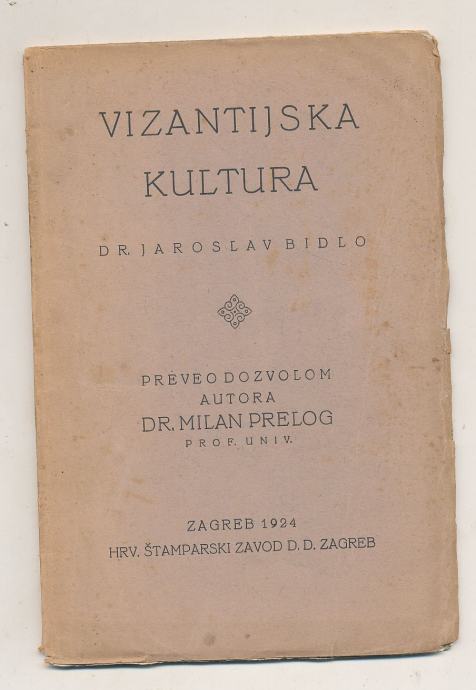 VIZANTIJSKA
KULTURA
DR. JAROSLAV BIDLO
PREVEO DOZVOLOM
AUTORA
DR. MILAN PRELOG
PROF. UNIV.
ZAGREB 1924
HRV. ŠTAMPARSKI ZAVOD D. D. ZAGREB